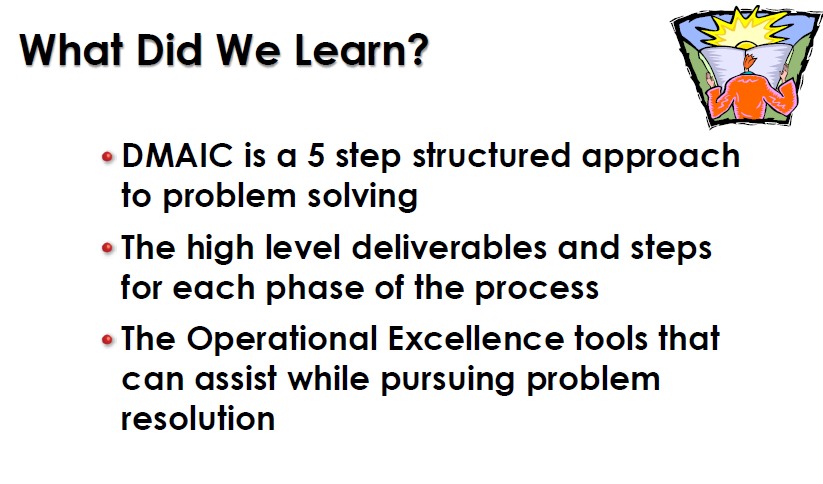 What Did We Learn?
DMAIC is a 5 step structured approach
to problem solving
The high level deliverables and steps
for each phase of the process
The Operational Excellence tools that
can assist while pursuing problem
resolution